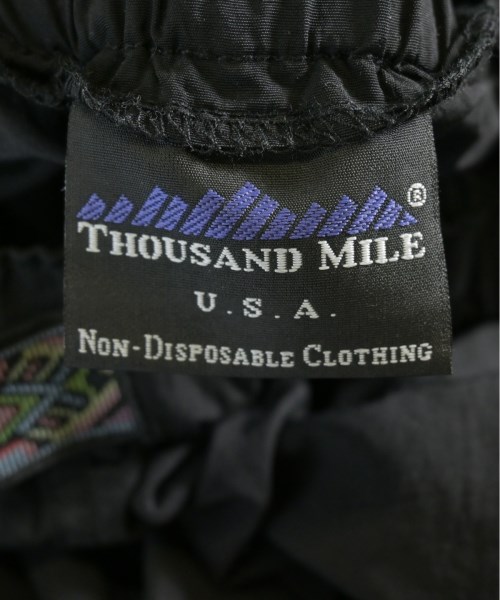 ®
THOUSAND MILE
U.S.A.
NON-DISPOSABLE CLOTHING